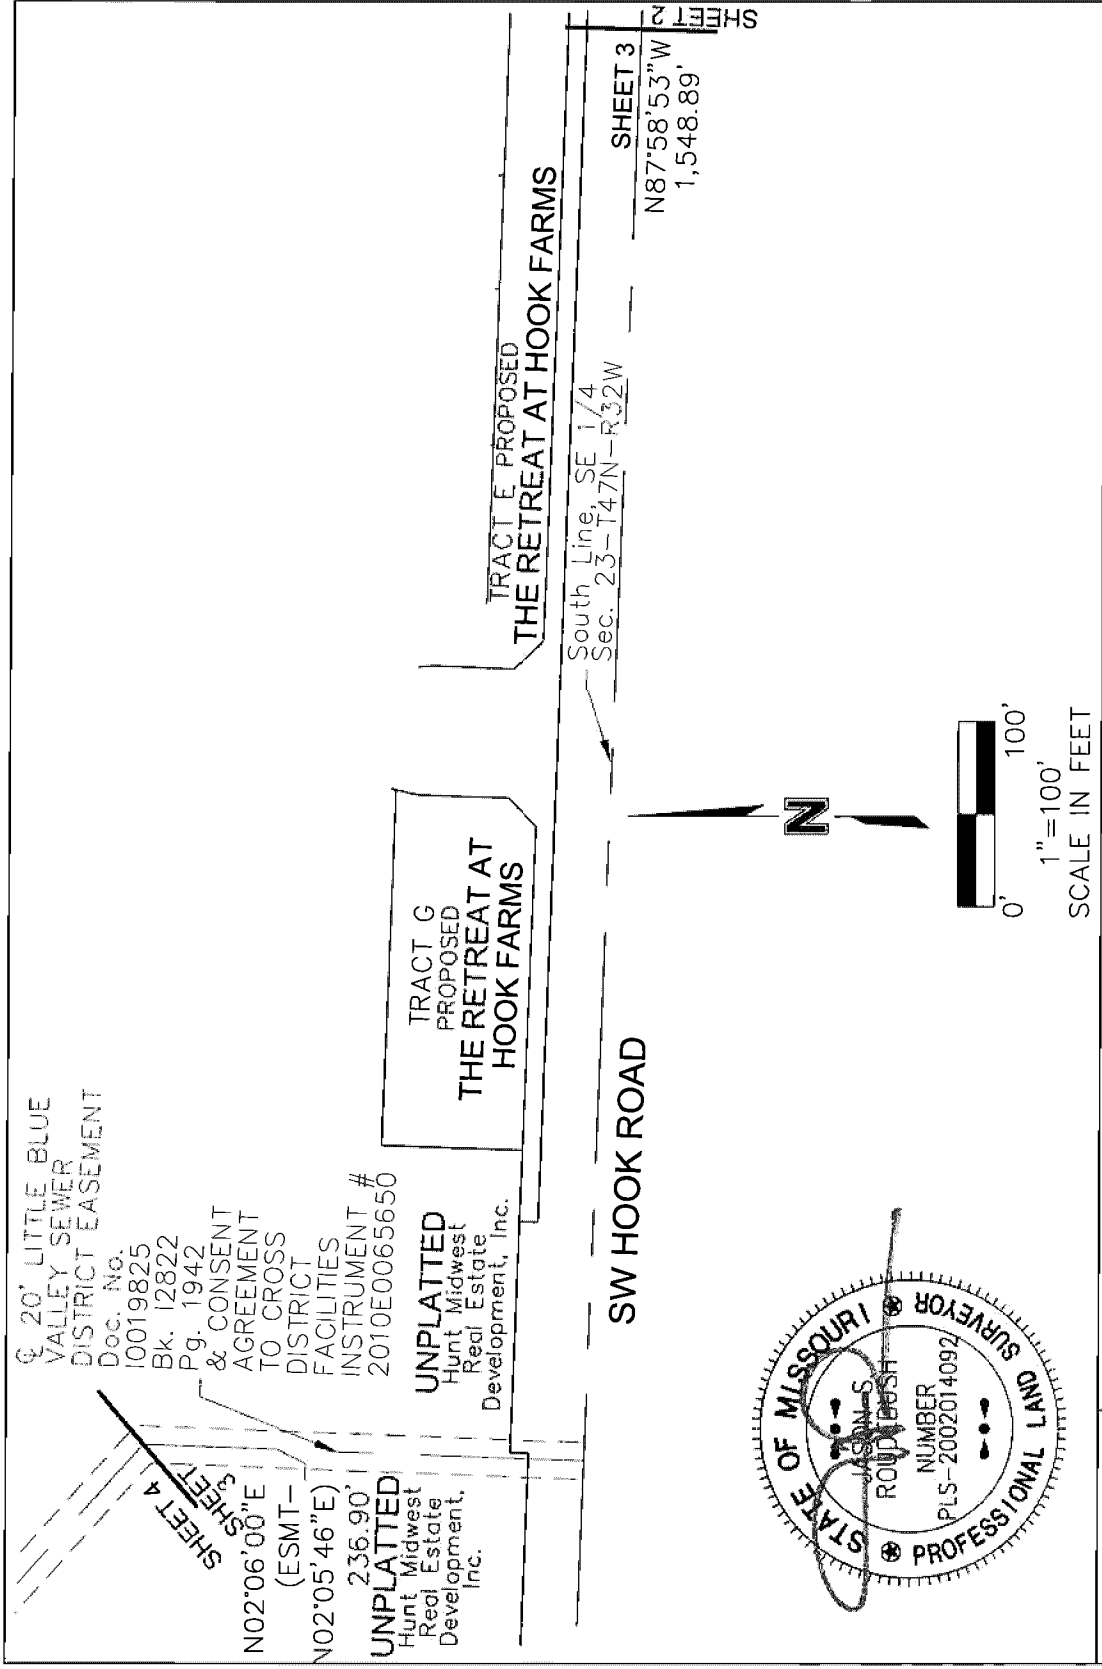 ℄ 20' LITTLE BLUE
VALLEY SEWER
DISTRICT EASEMENT
Doc. No.
I0019825
Bk. I2822
Pg. 1942
& CONSENT
AGREEMENT
TO CROSS
DISTRICT
FACILITIES
INSTRUMENT #
2010E0065650
SHEET 4
SHEET
3
N02°06'00"E
(ESMT-
N02°05'46"E)
236.90'
UNPLATTED
Hunt Midwest
Real Estate
Development,
Inc.
UNPLATTED
Hunt Midwest
Real Estate
Development, Inc.
TRACT G
PROPOSED
THE RETREAT AT
HOOK FARMS
TRACT E PROPOSED
THE RETREAT AT HOOK FARMS
South Line, SE 1/4
Sec. 23-T47N-R32W
SHEET 3
SHEET 2
N87°58'53"W
1,548.89'
SW HOOK ROAD
N
0'
100'
1"=100'
SCALE IN FEET
STATE OF MISSOURI
JASON S
ROUDEBUSH
NUMBER
PLS-2002014092
PROFESSIONAL LAND SURVEYOR